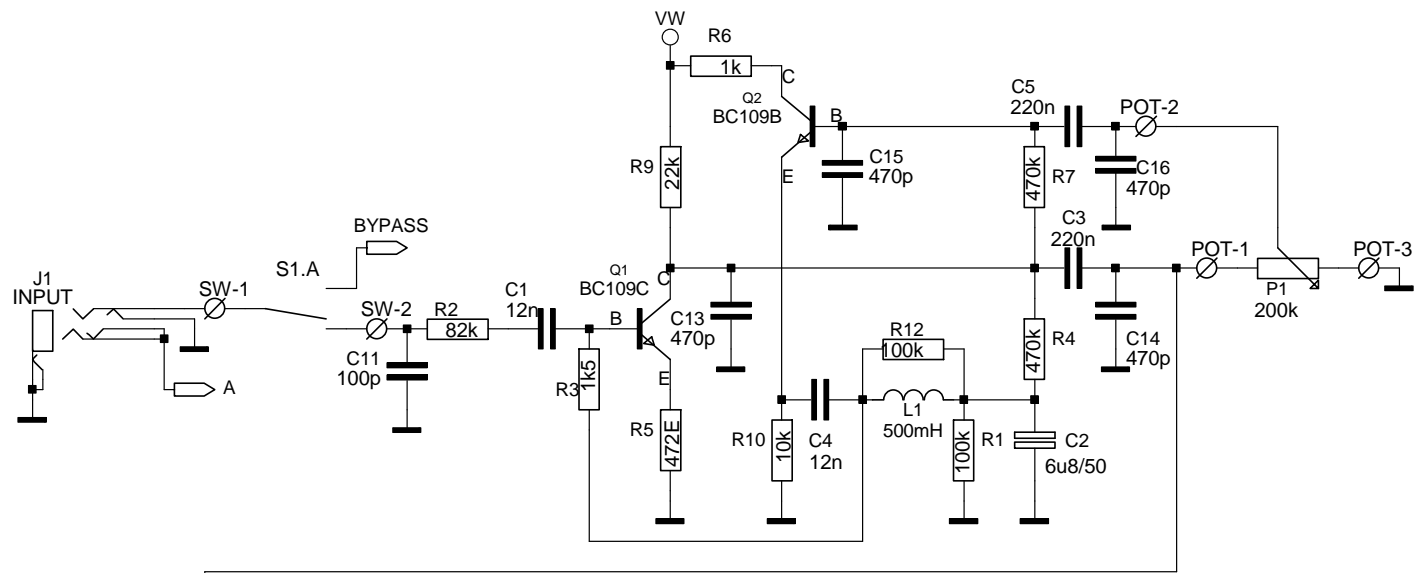 VW
R6
1k
C
Q2
BC109B
B
E
C5
220n
POT-2
C15
470p
470k
R7
C16
470p
R9
22k
C3
220n
BYPASS
S1.A
POT-1
POT-3
J1
INPUT
SW-1
SW-2
R2
82k
C1
12n
Q1
BC109C
C
B
E
C13
470p
P1
200k
R12
100k
470k
R4
C14
470p
C11
100p
R3
1k5
A
R5
472E
R10
10k
C4
12n
L1
500mH
R1
100k
C2
6u8/50